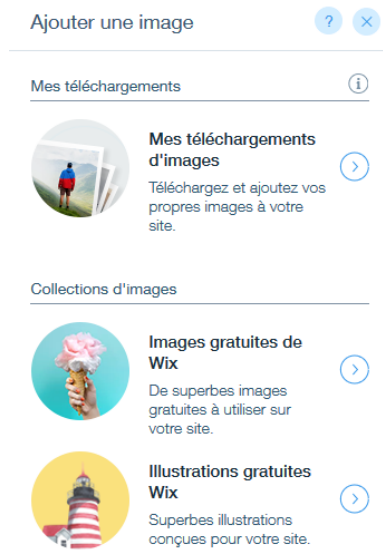 Ajouter une image
?
Mes téléchargements
i
Mes téléchargements
d'images
Téléchargez et ajoutez vos
propres images à votre
site.
Collections d'images
Images gratuites de
Wix
De superbes images
gratuites à utiliser sur
votre site.
Illustrations gratuites
Wix
Superbes illustrations
conçues pour votre site.